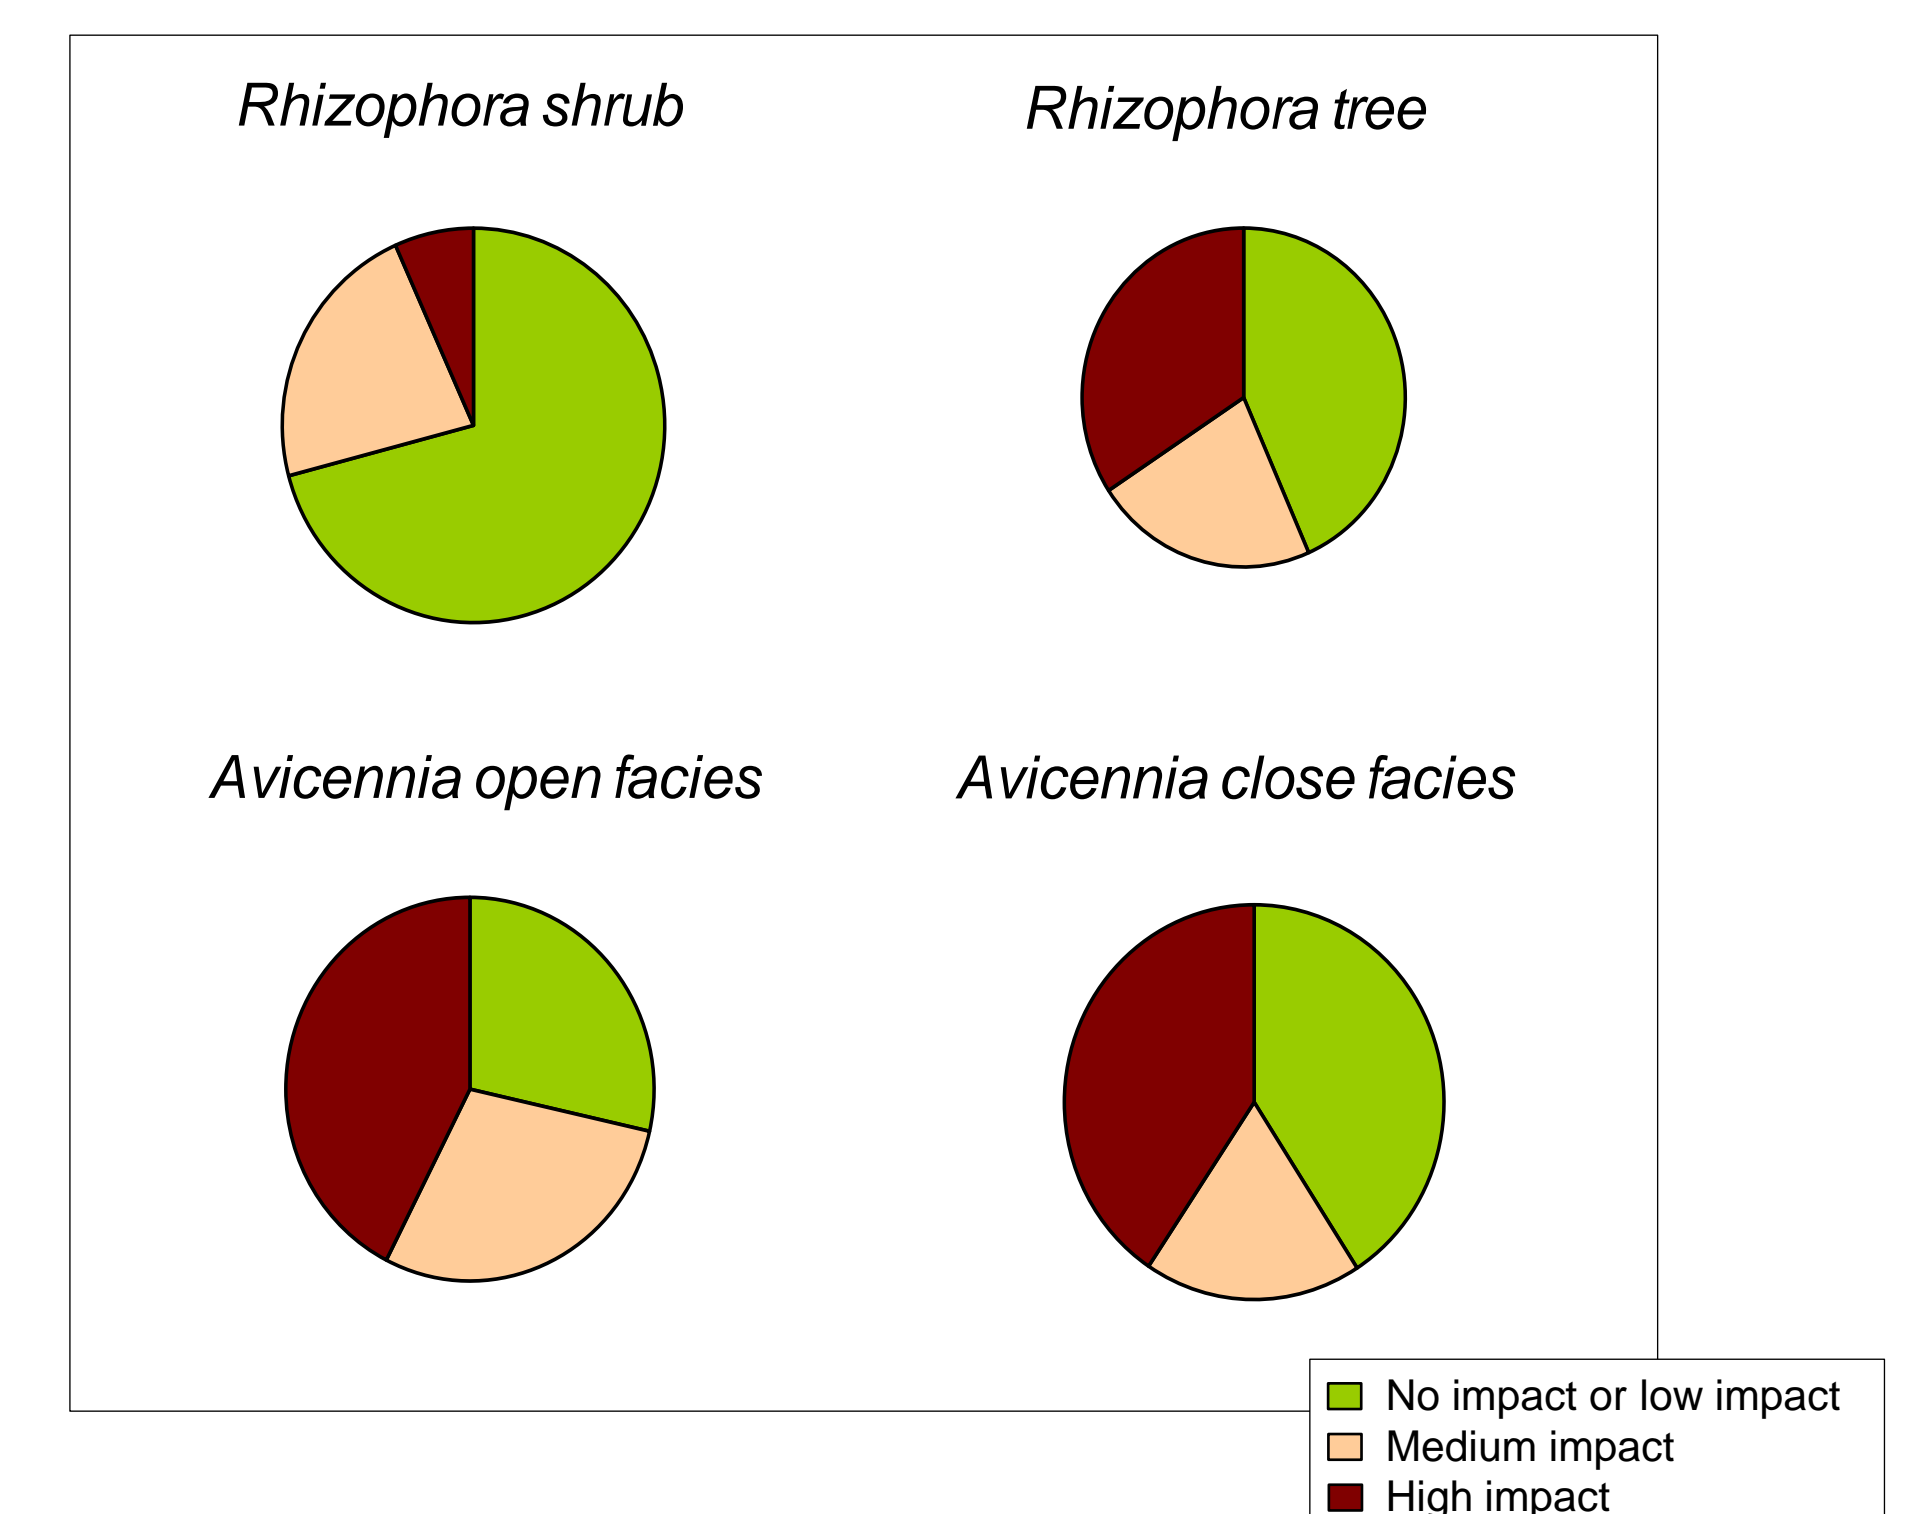 Rhizophora shrub
Rhizophora tree
Avicennia open facies
Avicennia close facies
No impact or low impact
Medium impact
High impact